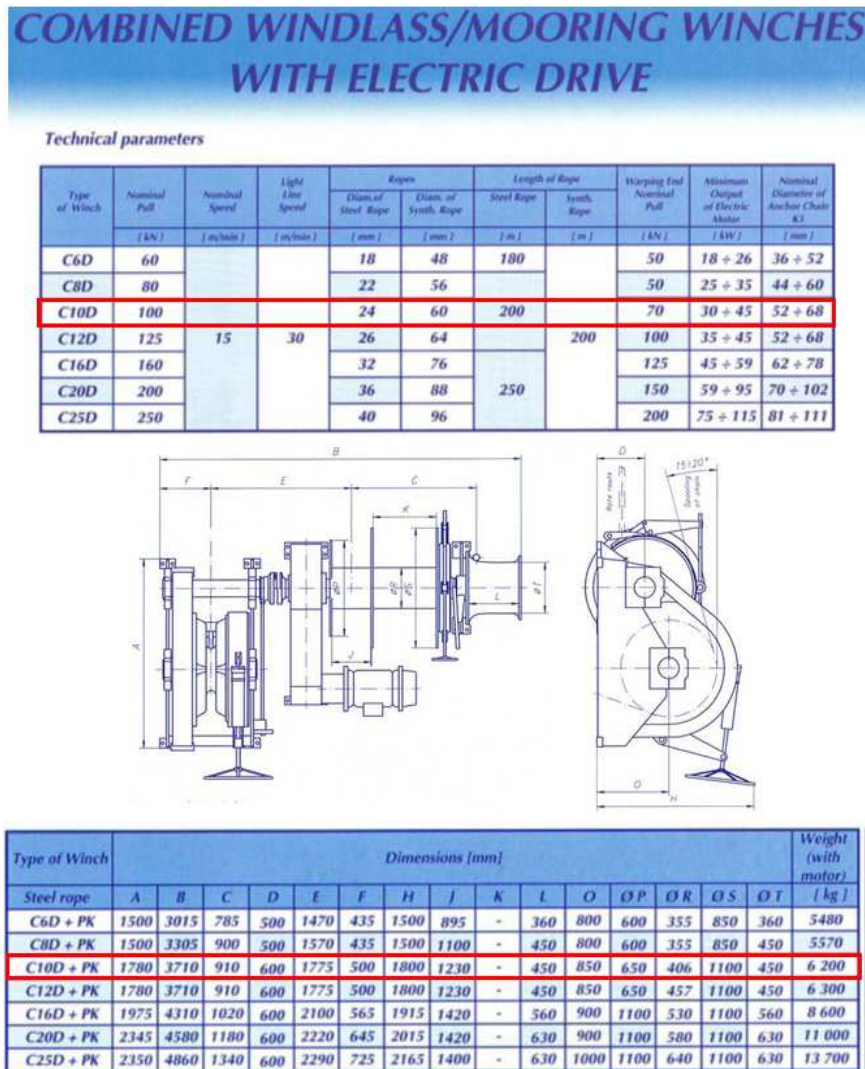 COMBINED WINDLASS/MOORING WINCHES
WITH ELECTRIC DRIVE
Technical parameters
Type of Winch Nominal Pull Nominal Speed Light Line Speed Ropes Length of Rope Warping End Nominal Pull Minimum Output of Electric Motor Nominal Diameter of Anchor Chain K3
Diam. of Steel Rope Diam. of Synth. Rope Steel Rope Synth. Rope
[ kN ] [ m/min ] [ m/min ] [ mm ] [ mm ] [ m ] [ m ] [ kN ] [ kW ] [ mm ]
C6D 60 18 48 180 50 18 ÷ 26 36 ÷ 52
C8D 80 22 56 50 25 ÷ 35 44 ÷ 60
C10D 100 24 60 200 70 30 ÷ 45 52 ÷ 68
C12D 125 15 30 26 64 200 100 35 ÷ 45 52 ÷ 68
C16D 160 32 76 125 45 ÷ 59 62 ÷ 78
C20D 200 36 88 250 150 59 ÷ 95 70 ÷ 102
C25D 250 40 96 200 75 ÷ 115 81 ÷ 111
B
F E C
K
A
ØP ØR ØS L ØT
J
D
15÷20°
Rope route
Spooling of chain
O
H
Type of Winch Dimensions [mm] Weight (with motor)
Steel rope A B C D E F H J K L O Ø P Ø R Ø S Ø T [ kg ]
C6D + PK 1500 3015 785 500 1470 435 1500 895 - 360 800 600 355 850 360 5480
C8D + PK 1500 3305 900 500 1570 435 1500 1100 - 450 800 600 355 850 450 5570
C10D + PK 1780 3710 910 600 1775 500 1800 1230 - 450 850 650 406 1100 450 6 200
C12D + PK 1780 3710 910 600 1775 500 1800 1230 - 450 850 650 457 1100 450 6 300
C16D + PK 1975 4310 1020 600 2100 565 1915 1420 - 560 900 1100 530 1100 560 8 600
C20D + PK 2345 4580 1180 600 2220 645 2015 1420 - 630 900 1100 580 1100 630 11 000
C25D + PK 2350 4860 1340 600 2290 725 2165 1400 - 630 1000 1100 640 1100 630 13 700